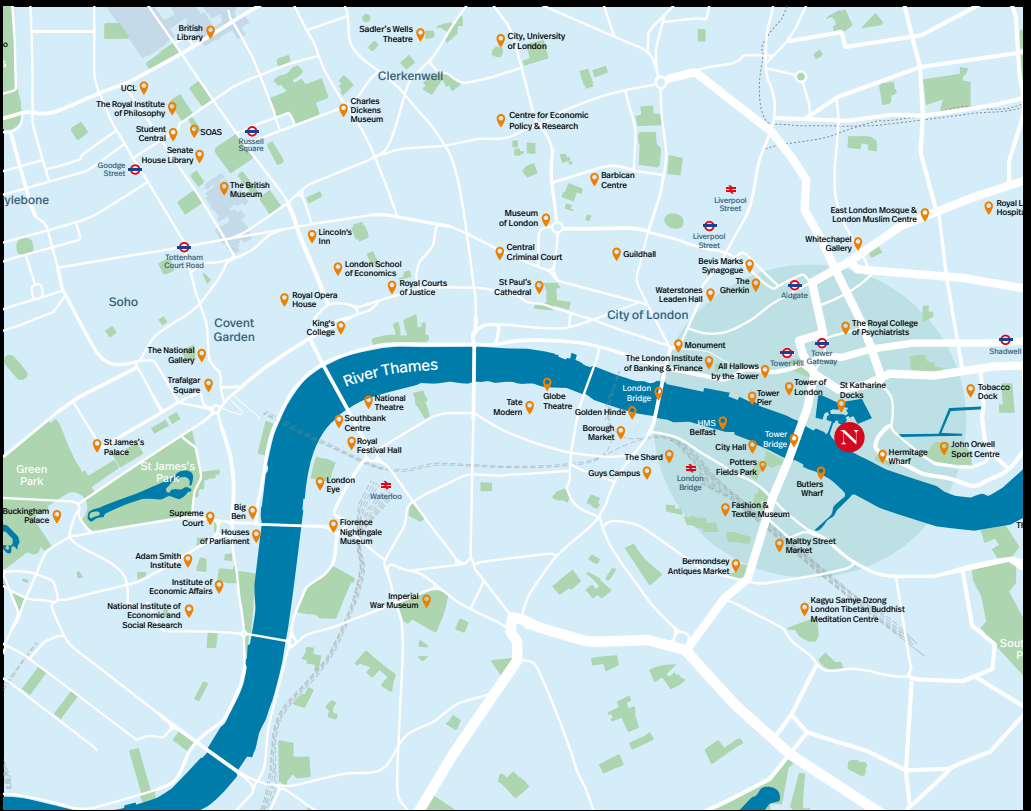 British
Library
Sadler's Wells
Theatre
City, University
of London
Clerkenwell
UCL
The Royal Institute
of Philosophy
Charles
Dickens
Museum
Student
Central
SOAS
Russell
Square
Centre for Economic
Policy & Research
Senate
House Library
Goodge
Street
The British
Museum
Barbican
Centre
ylebone
Liverpool
Street
Museum
of London
East London Mosque &
London Muslim Centre
Royal L
Hospita
Lincoln's
Inn
Liverpool
Street
Whitechapel
Gallery
Tottenham
Court Road
Central
Criminal Court
Guildhall
London School
of Economics
Bevis Marks
Synagogue
Royal Courts
of Justice
St Paul's
Cathedral
The
Gherkin
Waterstones
Leaden Hall
Aldgate
Soho
Royal Opera
House
City of London
Covent
Garden
King's
College
The Royal College
of Psychiatrists
Monument
Tower
Gateway
Shadwell
The National
Gallery
The London Institute
of Banking & Finance
Tower Hill
All Hallows
by the Tower
River Thames
Trafalgar
Square
Tower of
London
St Katharine
Docks
Tobacco
Dock
London
Bridge
Tower
Pier
National
Theatre
Globe
Theatre
Tate
Modern
Golden Hinde
Southbank
Centre
HMS
Belfast
Borough
Market
Tower
Bridge
N
Royal
Festival Hall
St James's
Palace
City Hall
John Orwell
Sport Centre
Hermitage
Wharf
The Shard
Potters
Fields Park
Green
Park
St James's
Park
Guys Campus
London
Bridge
London
Eye
Waterloo
Butlers
Wharf
Buckingham
Palace
Supreme
Court
Big
Ben
Fashion &
Textile Museum
Houses
of Parliament
Florence
Nightingale
Museum
Th
Maltby Street
Market
Adam Smith
Institute
Bermondsey
Antiques Market
Institute of
Economic Affairs
Imperial
War Museum
National Institute of
Economic and
Social Research
Kagyu Samye Dzong
London Tibetan Buddhist
Meditation Centre
Sout
P